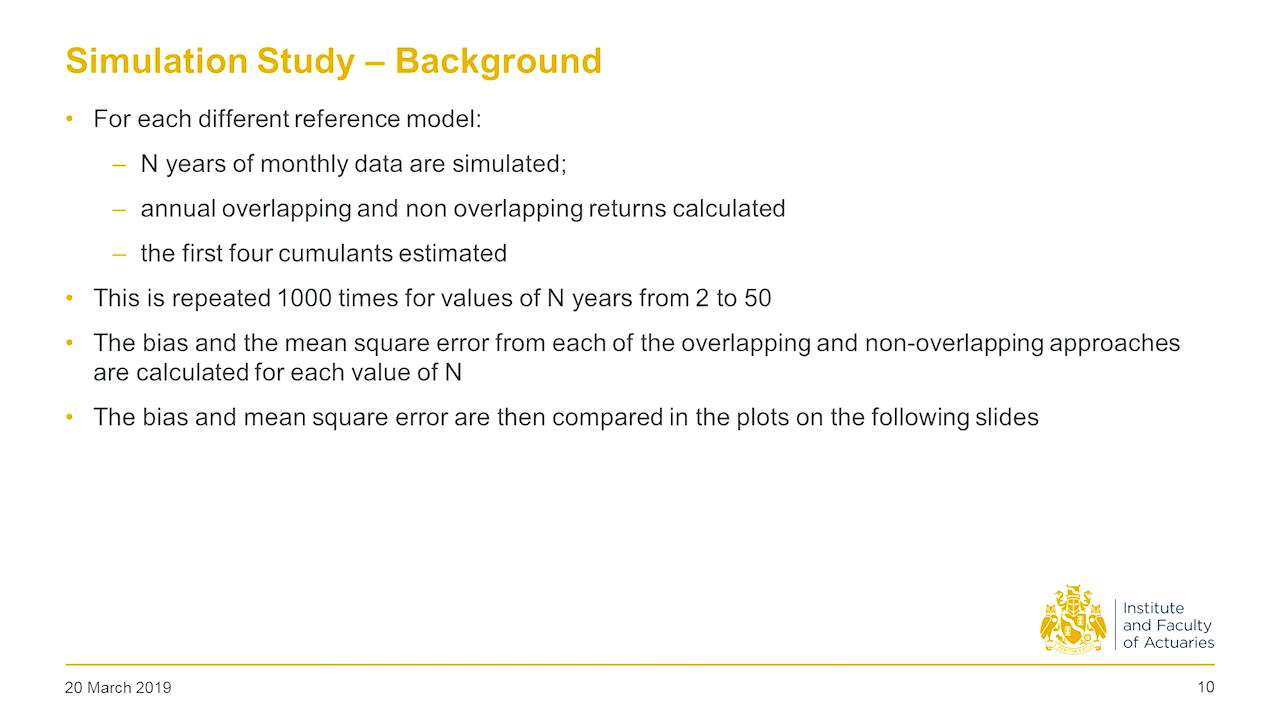 Simulation Study – Background
• For each different reference model:
– N years of monthly data are simulated;
– annual overlapping and non overlapping returns calculated
– the first four cumulants estimated
• This is repeated 1000 times for values of N years from 2 to 50
• The bias and the mean square error from each of the overlapping and non-overlapping approaches
are calculated for each value of N
• The bias and mean square error are then compared in the plots on the following slides
Institute
and Faculty
of Actuaries
20 March 2019
10